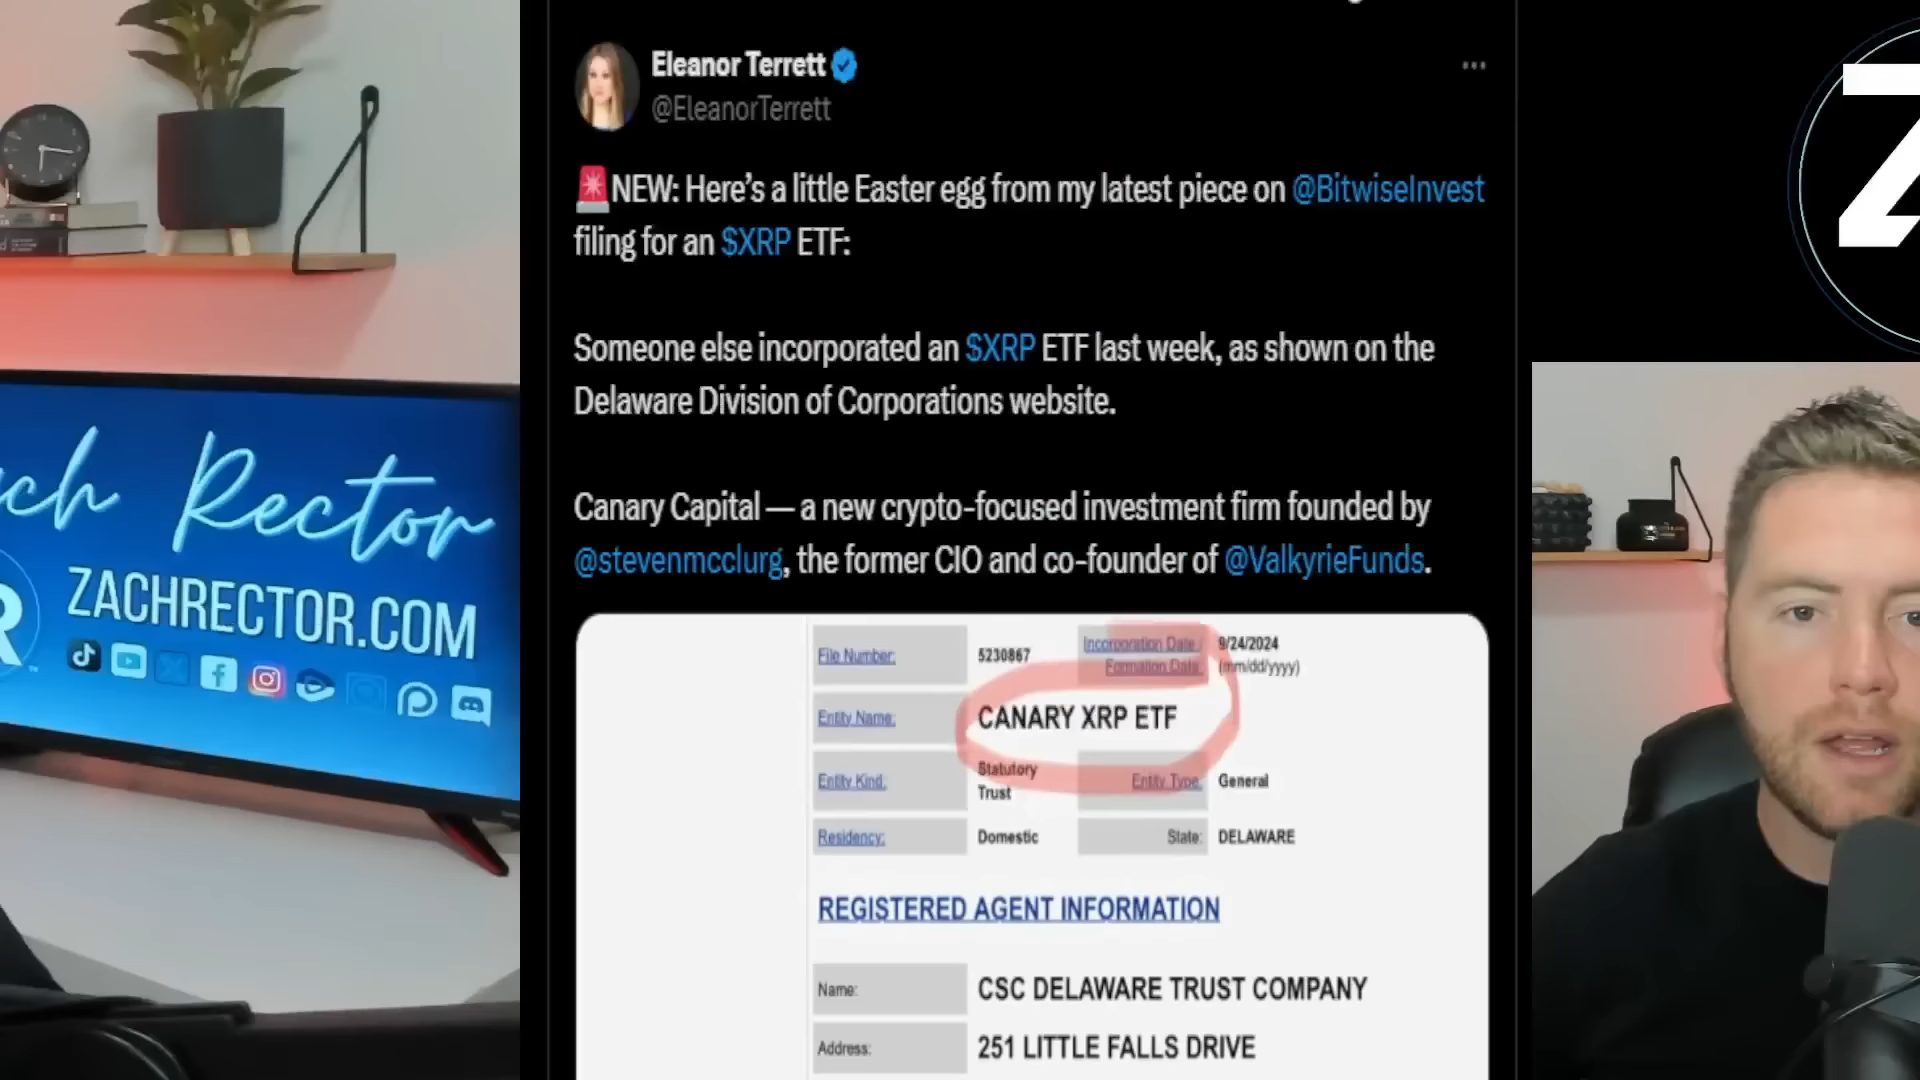 Rector
ZACHRECTOR.COM
Eleanor Terrett
@EleanorTerrett
NEW: Here's a little Easter egg from my latest piece on @BitwiseInvest
filing for an $XRP ETF:
Someone else incorporated an $XRP ETF last week, as shown on the
Delaware Division of Corporations website.
Canary Capital — a new crypto-focused investment firm founded by
@stevenmcclurg, the former CIO and co-founder of @ValkyrieFunds.
File Number: 5230867 Incorporation Date / Formation Date: 9/24/2024 (mm/dd/yyyy)
Entity Name: CANARY XRP ETF
Entity Kind: Statutory Trust Entity Type: General
Residency: Domestic State: DELAWARE
REGISTERED AGENT INFORMATION
Name: CSC DELAWARE TRUST COMPANY
Address: 251 LITTLE FALLS DRIVE